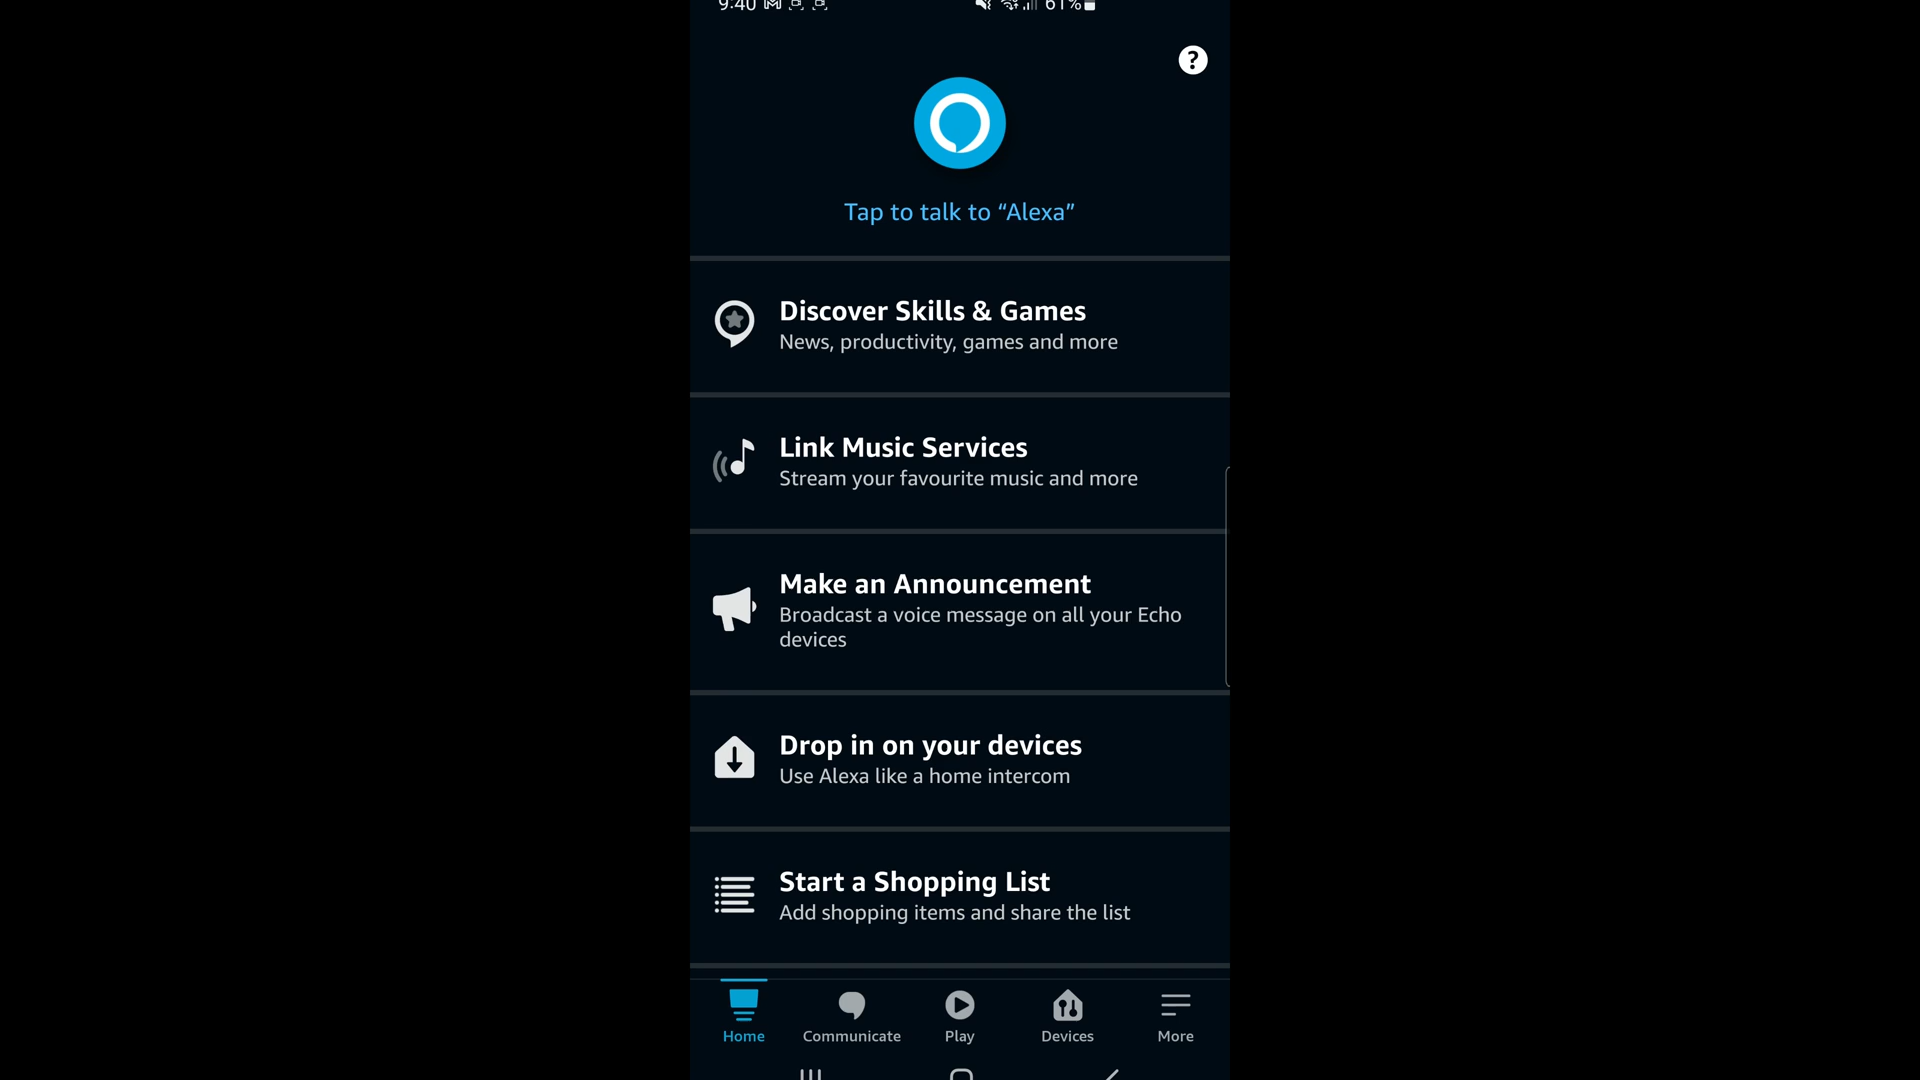 9:40 61%
?
Tap to talk to “Alexa”
Discover Skills & Games
News, productivity, games and more
Link Music Services
Stream your favourite music and more
Make an Announcement
Broadcast a voice message on all your Echo
devices
Drop in on your devices
Use Alexa like a home intercom
Start a Shopping List
Add shopping items and share the list
Home Communicate Play Devices More